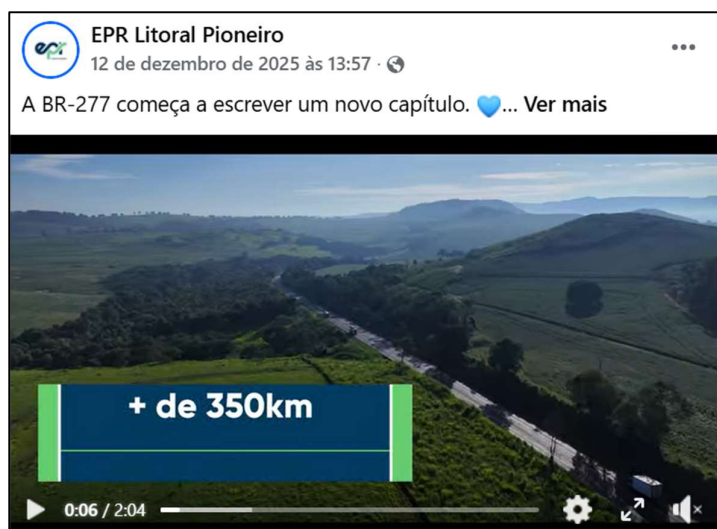 epr
EPR Litoral Pioneiro
12 de dezembro de 2025 às 13:57 ·
A BR-277 começa a escrever um novo capítulo. 💙... Ver mais
+ de 350km
0:06 / 2:04